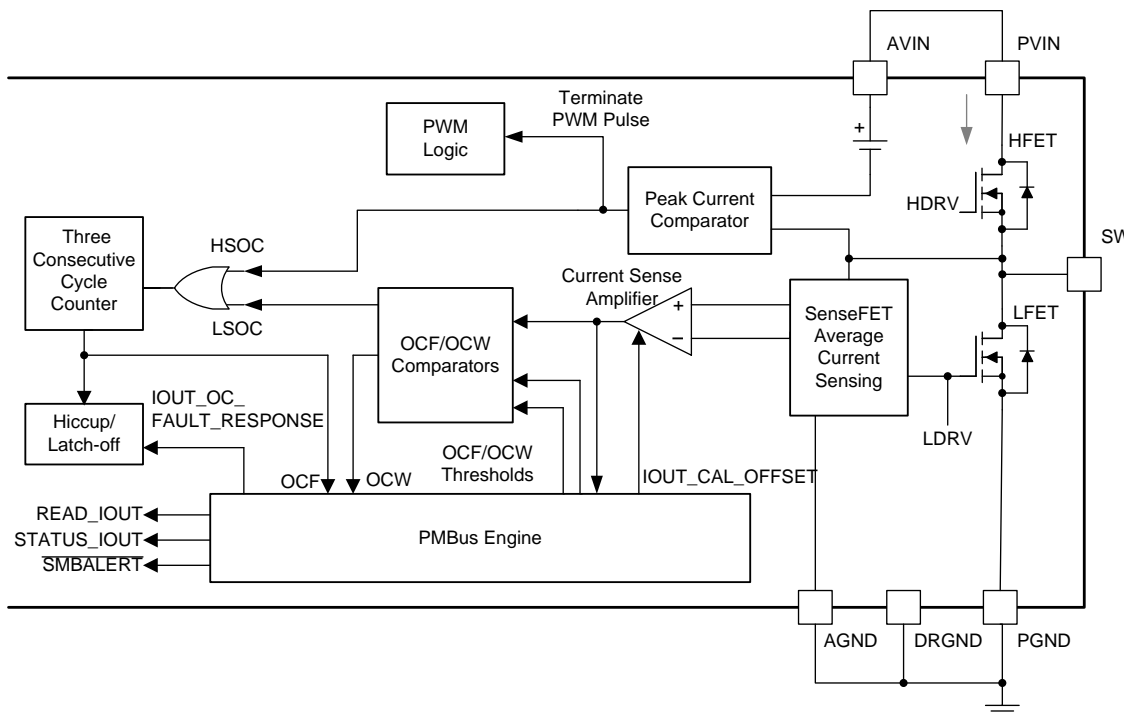 AVIN
PVIN
Terminate
PWM Pulse
PWM
Logic
+
HFET
Peak Current
Comparator
HDRV
Three
Consecutive
Cycle
Counter
HSOC
SW
Current Sense
Amplifier
+
−
LSOC
SenseFET
Average
Current
Sensing
LFET
OCF/OCW
Comparators
IOUT_OC_
FAULT_RESPONSE
Hiccup/
Latch-off
LDRV
OCF/OCW
Thresholds
OCF
OCW
IOUT_CAL_OFFSET
READ_IOUT
STATUS_IOUT
SMBALERT
PMBus Engine
AGND
DRGND
PGND